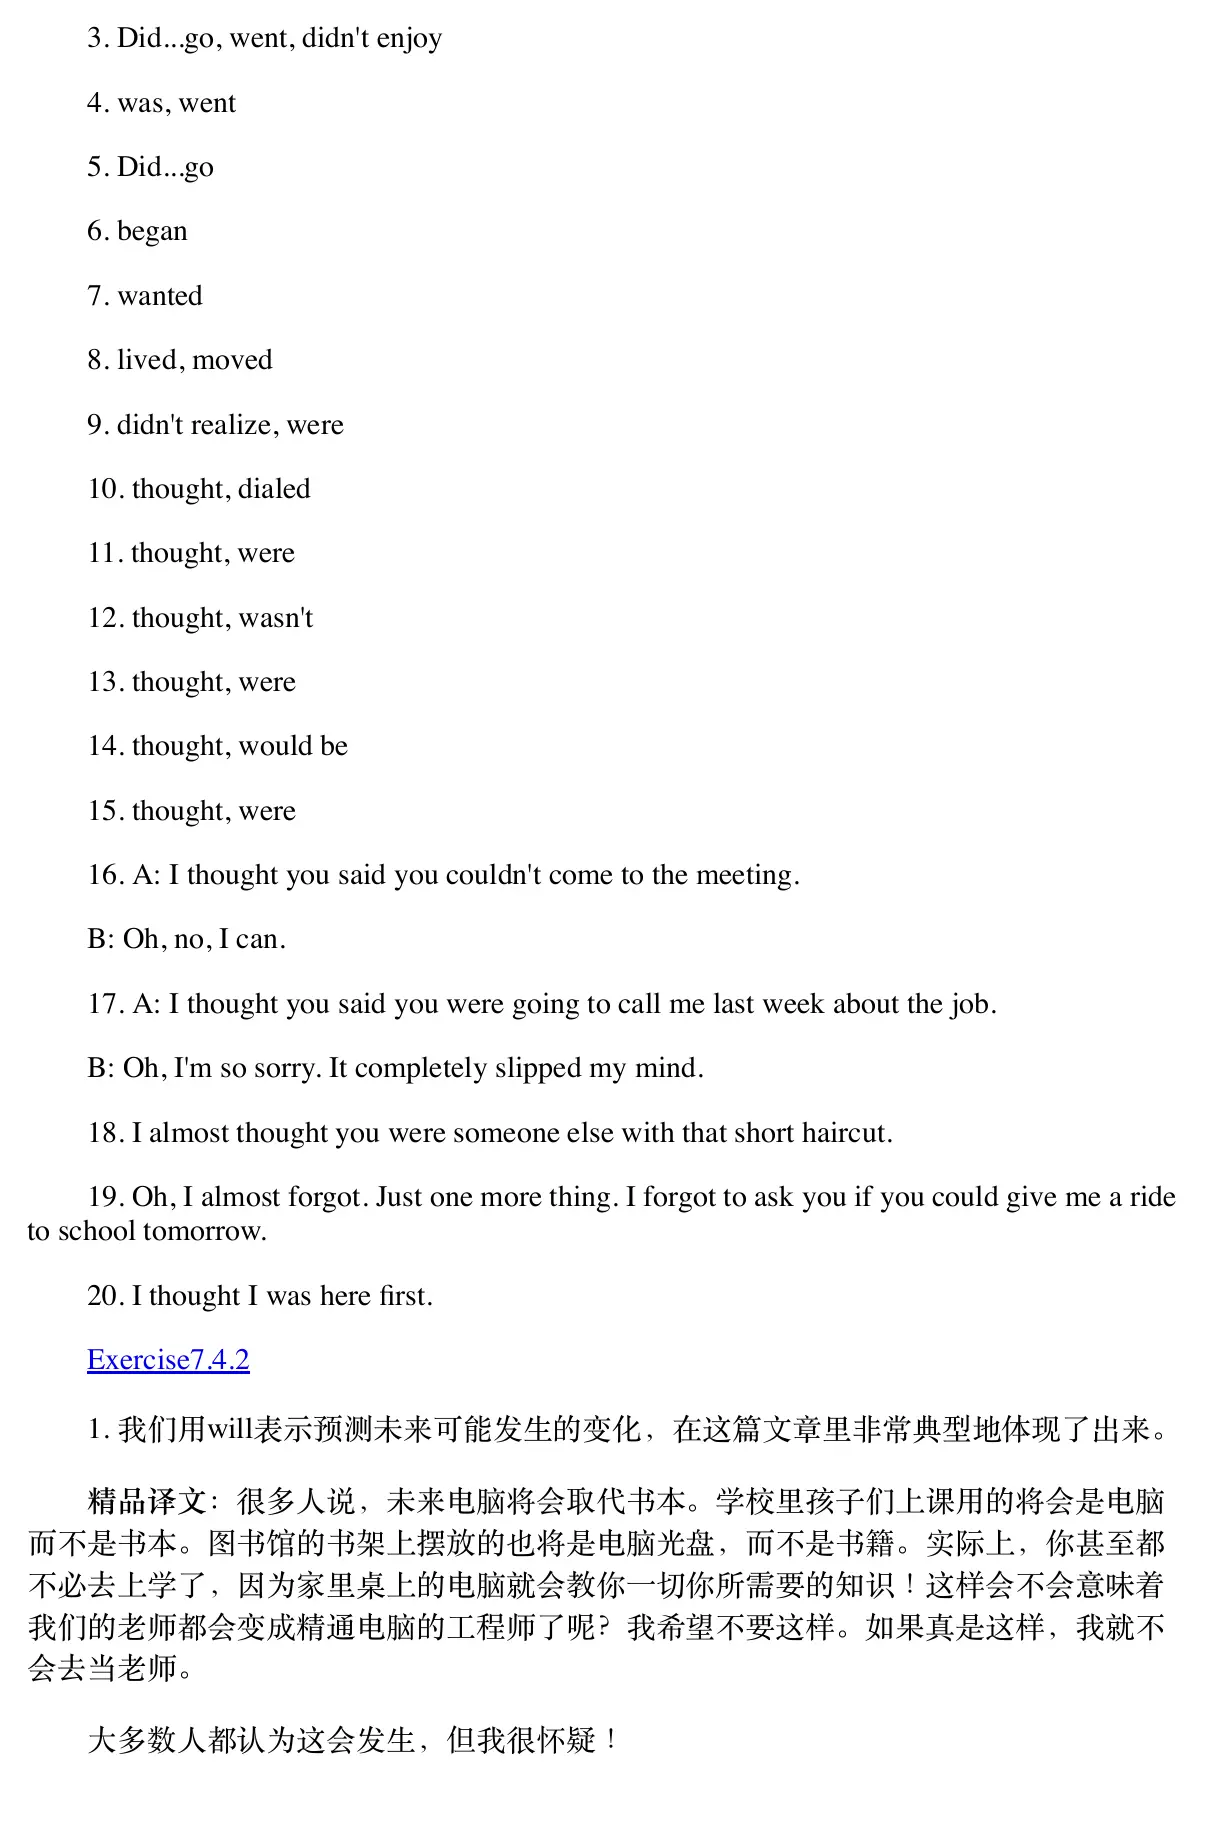 3. Did...go, went, didn't enjoy
4. was, went
5. Did...go
6. began
7. wanted
8. lived, moved
9. didn't realize, were
10. thought, dialed
11. thought, were
12. thought, wasn't
13. thought, were
14. thought, would be
15. thought, were
16. A: I thought you said you couldn't come to the meeting.
B: Oh, no, I can.
17. A: I thought you said you were going to call me last week about the job.
B: Oh, I'm so sorry. It completely slipped my mind.
18. I almost thought you were someone else with that short haircut.
19. Oh, I almost forgot. Just one more thing. I forgot to ask you if you could give me a ride
to school tomorrow.
20. I thought I was here first.
Exercise7.4.2
1. 我们用will表示预测未来可能发生的变化，在这篇文章里非常典型地体现了出来。
精品译文：很多人说，未来电脑将会取代书本。学校里孩子们上课用的将会是电脑
而不是书本。图书馆的书架上摆放的也将是电脑光盘，而不是书籍。实际上，你甚至都
不必去上学了，因为家里桌上的电脑就会教你一切你所需要的知识！这样会不会意味着
我们的老师都会变成精通电脑的工程师了呢？我希望不要这样。如果真是这样，我就不
会去当老师。
大多数人都认为这会发生，但我很怀疑！